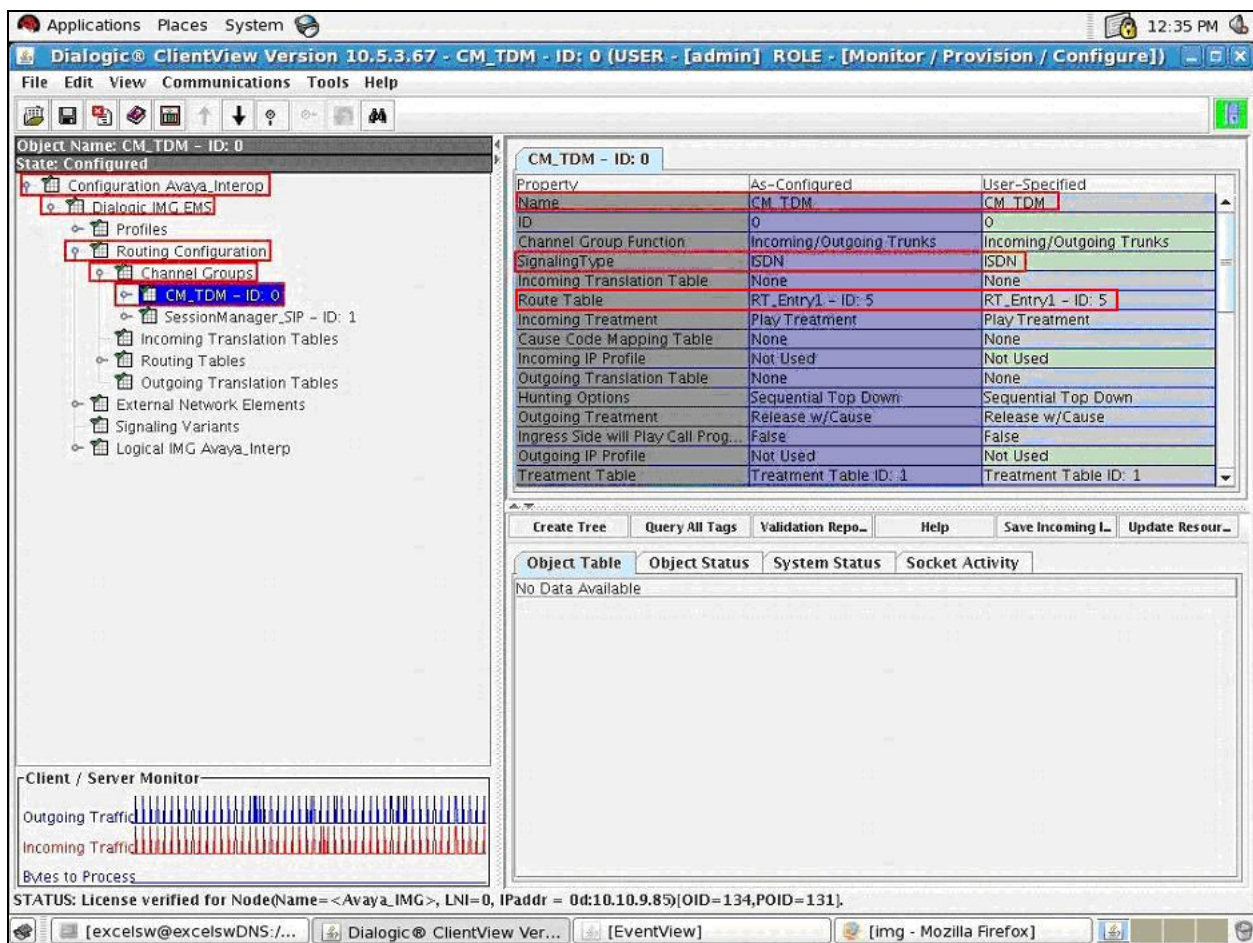 Applications Places System 12:35 PM
Dialogic® ClientView Version 10.5.3.67 - CM_TDM - ID: 0 (USER - [admin] ROLE - [Monitor / Provision / Configure])
File Edit View Communications Tools Help
Object Name: CM_TDM - ID: 0
State: Configured
Configuration Avaya_Interop
Dialogic IMG EMS
Profiles
Routing Configuration
Channel Groups
CM_TDM - ID: 0
SessionManager_SIP - ID: 1
Incoming Translation Tables
Routing Tables
Outgoing Translation Tables
External Network Elements
Signaling Variants
Logical IMG Avaya_Interp
CM_TDM - ID: 0
Property As-Configured User-Specified
Name CM_TDM CM_TDM
ID 0 0
Channel Group Function Incoming/Outgoing Trunks Incoming/Outgoing Trunks
SignalingType ISDN ISDN
Incoming Translation Table None None
Route Table RT_Entry1 - ID: 5 RT_Entry1 - ID: 5
Incoming Treatment Play Treatment Play Treatment
Cause Code Mapping Table None None
Incoming IP Profile Not Used Not Used
Outgoing Translation Table None None
Hunting Options Sequential Top Down Sequential Top Down
Outgoing Treatment Release w/Cause Release w/Cause
Ingress Side will Play Call Prog... False False
Outgoing IP Profile Not Used Not Used
Treatment Table Treatment Table ID: 1 Treatment Table ID: 1
Create Tree Query All Tags Validation Repo... Help Save Incoming I... Update Resour...
Object Table Object Status System Status Socket Activity
No Data Available
Client / Server Monitor
Outgoing Traffic
Incoming Traffic
Bytes to Process
STATUS: License verified for Node(Name=<Avaya_IMG>, LNI=0, IPaddr = 0d:10.10.9.85)[OID=134,POID=131].
[excelsw@excelswDNS:/... Dialogic® ClientView Ver... [EventView] [img - Mozilla Firefox]